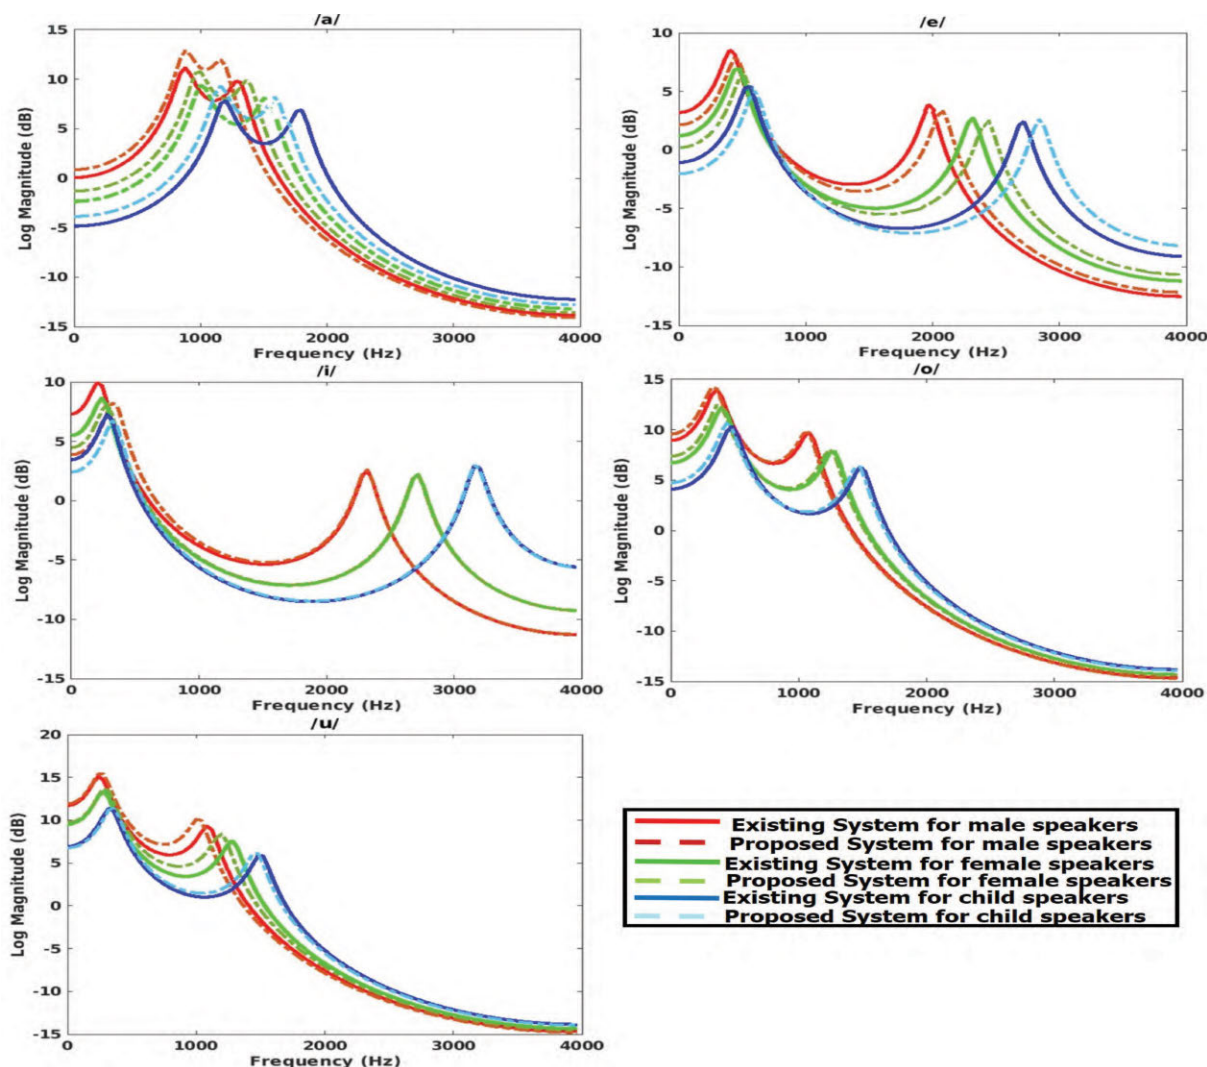 /a/
15
10
5
0
-5
-10
-15
Log Magnitude (dB)
0 1000 2000 3000 4000
Frequency (Hz)
/e/
10
5
0
-5
-10
-15
Log Magnitude (dB)
0 1000 2000 3000 4000
Frequency (Hz)
/i/
10
5
0
-5
-10
-15
Log Magnitude (dB)
0 1000 2000 3000 4000
Frequency (Hz)
/o/
15
10
5
0
-5
-10
-15
Log Magnitude (dB)
0 1000 2000 3000 4000
Frequency (Hz)
/u/
20
15
10
5
0
-5
-10
-15
Log Magnitude (dB)
0 1000 2000 3000 4000
Frequency (Hz)
Existing System for male speakers
Proposed System for male speakers
Existing System for female speakers
Proposed System for female speakers
Existing System for child speakers
Proposed System for child speakers